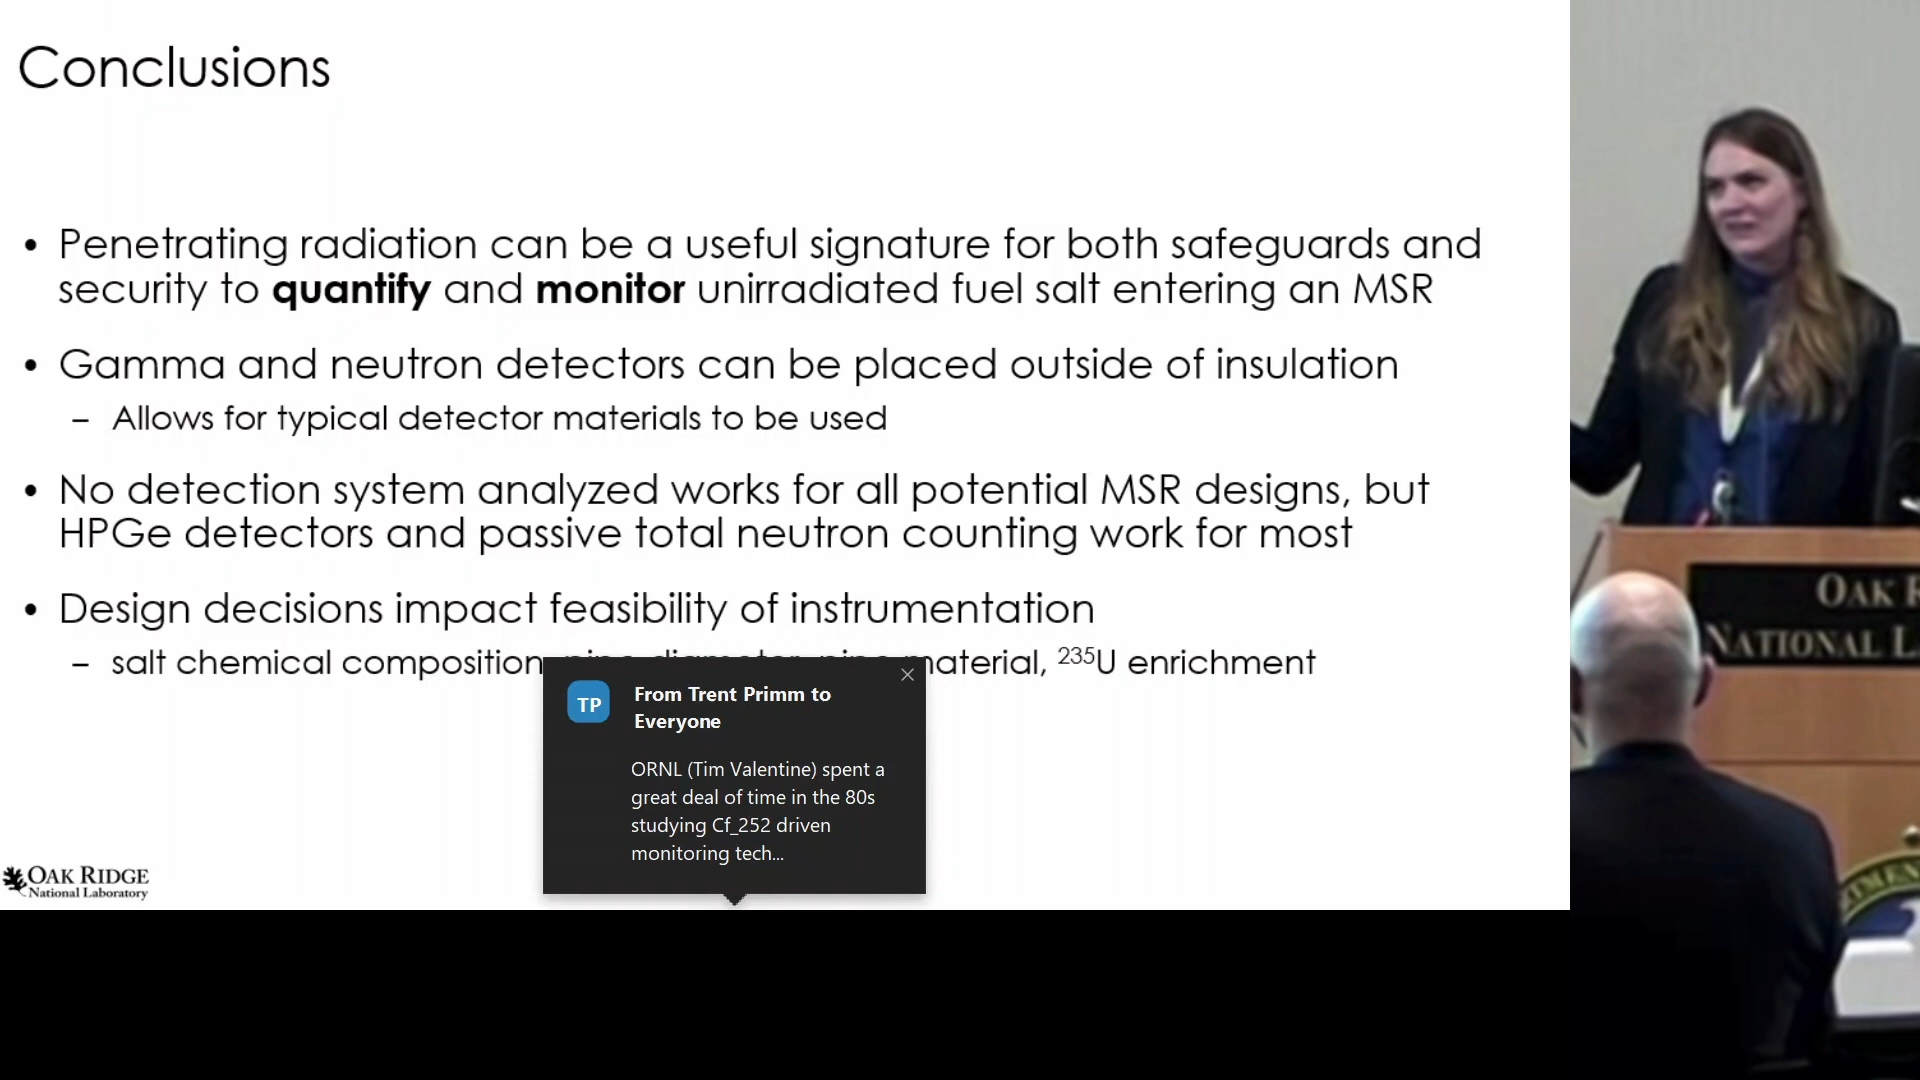 Conclusions
• Penetrating radiation can be a useful signature for both safeguards and
security to quantify and monitor unirradiated fuel salt entering an MSR
• Gamma and neutron detectors can be placed outside of insulation
– Allows for typical detector materials to be used
• No detection system analyzed works for all potential MSR designs, but
HPGe detectors and passive total neutron counting work for most
• Design decisions impact feasibility of instrumentation
– salt chemical composition, pipe diameter, pipe material, ²³⁵U enrichment
TP
From Trent Primm to
Everyone
ORNL (Tim Valentine) spent a
great deal of time in the 80s
studying Cf_252 driven
monitoring tech...
OAK RIDGE
National Laboratory
OAK R
NATIONAL L